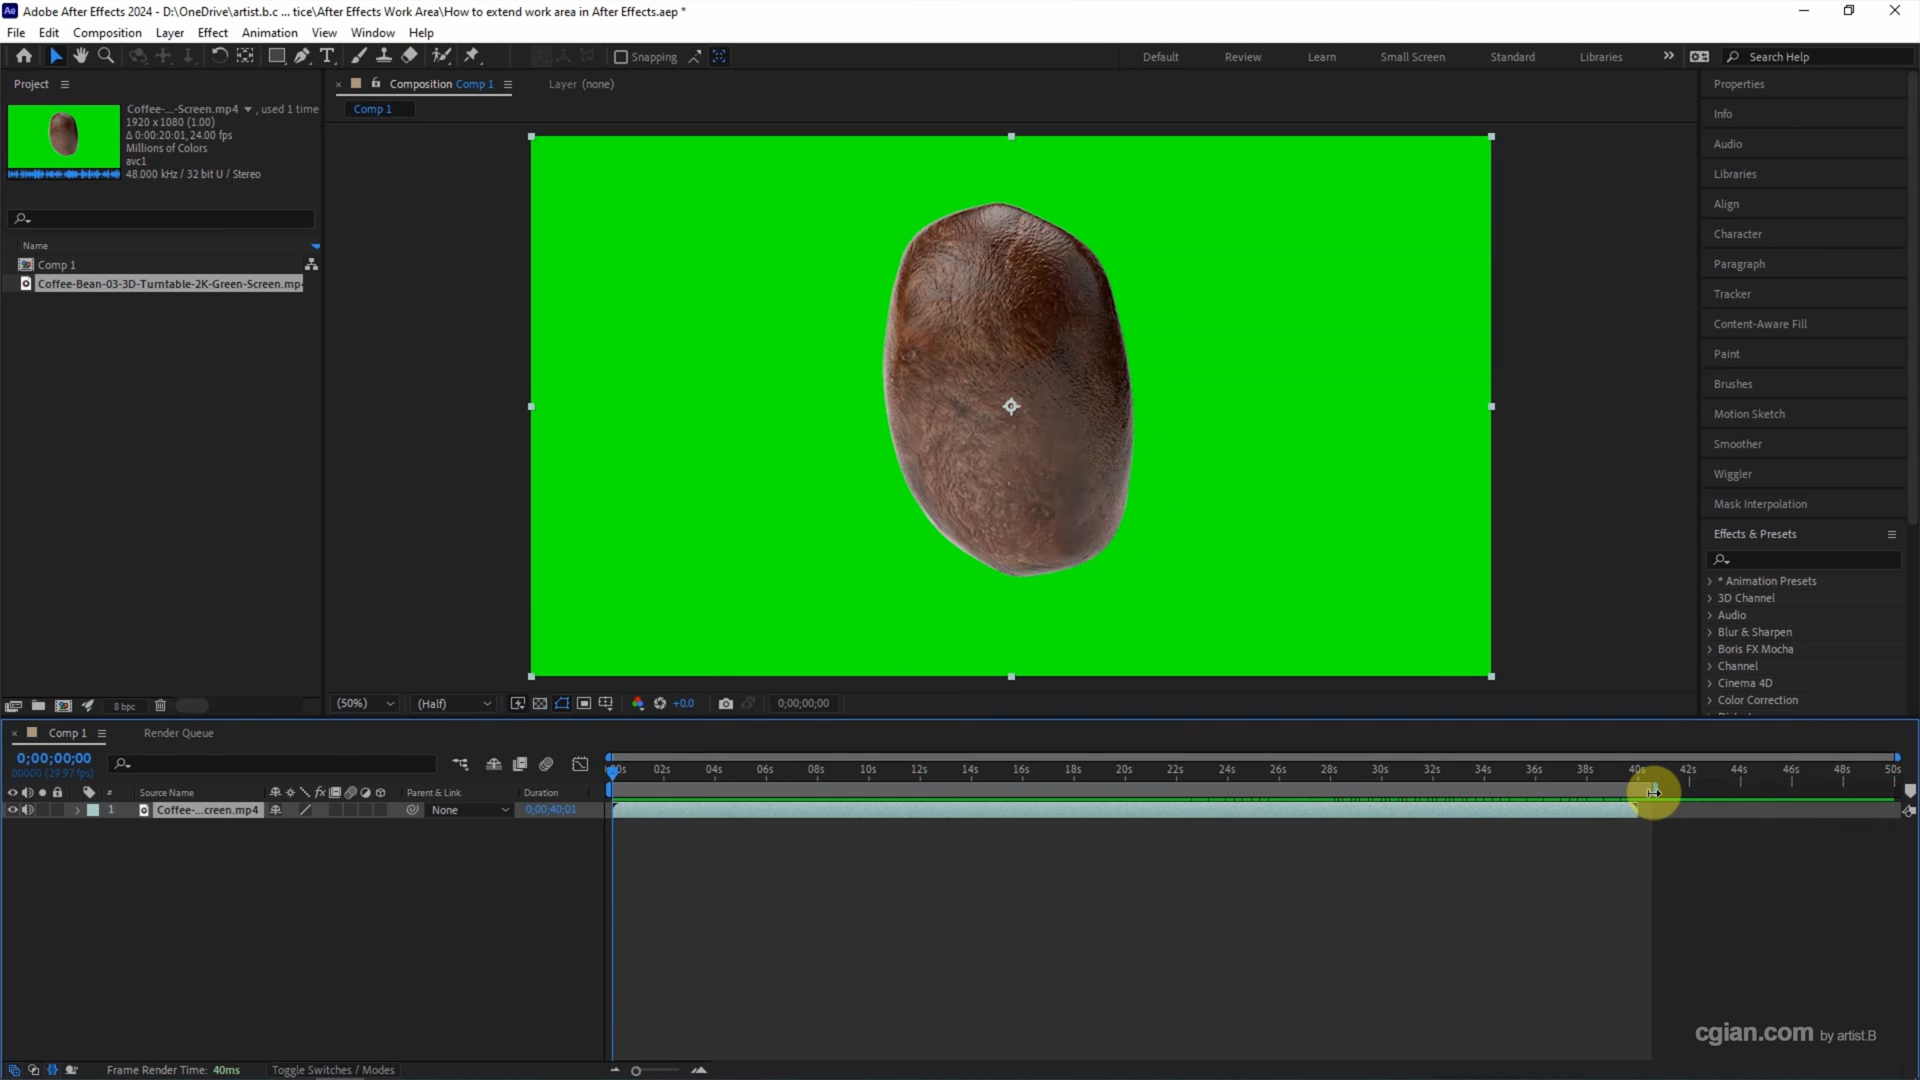 Ae Adobe After Effects 2024 - D:\OneDrive\artist.b.c ... tice\After Effects Work Area\How to extend work area in After Effects.aep *
File Edit Composition Layer Effect Animation View Window Help
Snapping Default Review Learn Small Screen Standard Libraries Search Help
Project
Composition Comp 1
Layer (none)
Comp 1
Coffee-...-Screen.mp4 , used 1 time
1920 x 1080 (1.00)
Δ 0:00:20:01, 24.00 fps
Millions of Colors
avc1
48.000 kHz / 32 bit U / Stereo
Name
Comp 1
Coffee-Bean-03-3D-Turntable-2K-Green-Screen.mp
8 bpc
(50%) (Half) +0.0 0;00;00;00
Properties
Info
Audio
Libraries
Align
Character
Paragraph
Tracker
Content-Aware Fill
Paint
Brushes
Motion Sketch
Smoother
Wiggler
Mask Interpolation
Effects & Presets
* Animation Presets
3D Channel
Audio
Blur & Sharpen
Boris FX Mocha
Channel
Cinema 4D
Color Correction
Comp 1 Render Queue
0;00;00;00
00000 (29.97 fps)
00s 02s 04s 06s 08s 10s 12s 14s 16s 18s 20s 22s 24s 26s 28s 30s 32s 34s 36s 38s 40s 42s 44s 46s 48s 50s
# Source Name fx Parent & Link Duration
1 Coffee-...creen.mp4 None 0;00;40;01
cgian.com by artist.B
Frame Render Time: 40ms Toggle Switches / Modes